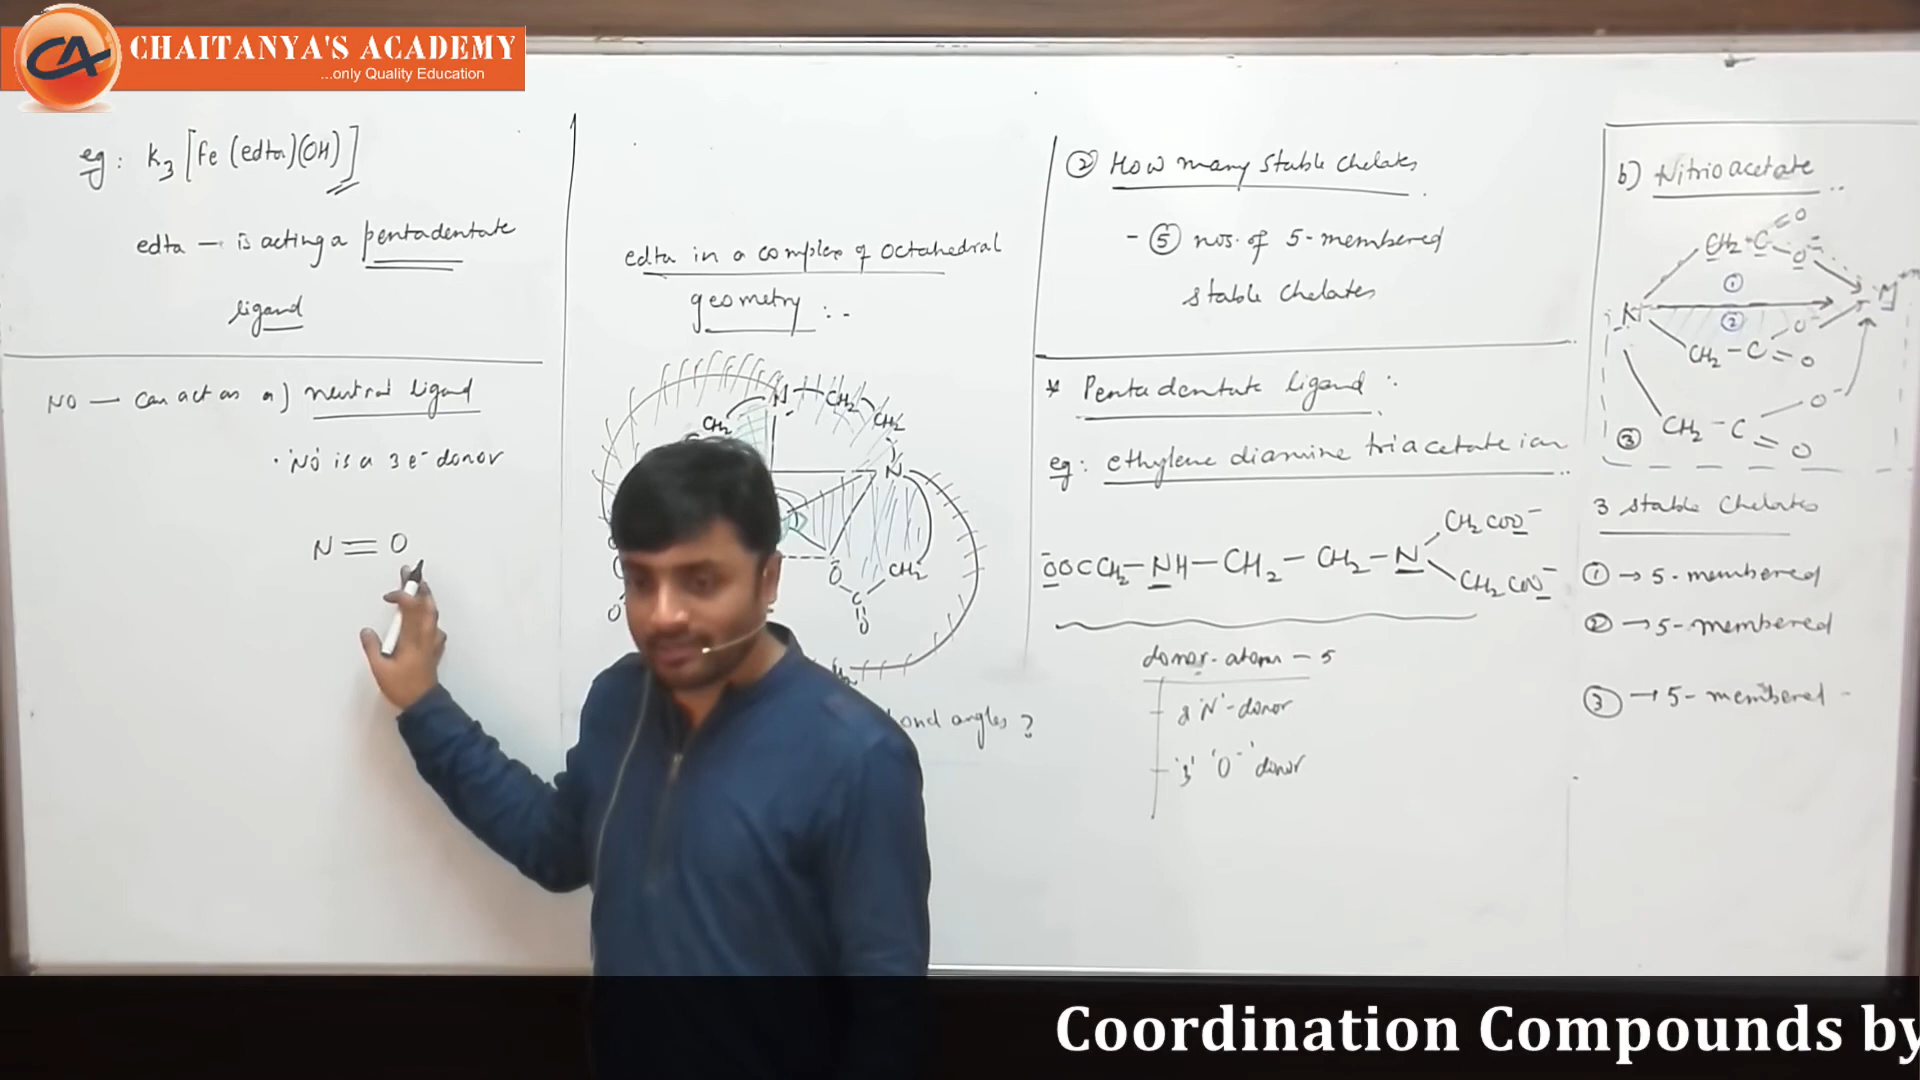 CHAITANYA'S ACADEMY
...only Quality Education
eg: K3 [Fe (edta)(OH)]
edta — is acting a pentadentate
ligand
NO — can act as a) neutral ligand
· NO is a 3 e- donor
N = O
edta in a complex of octahedral
geometry :-
N - CH2
CH2
CH2
N
O
CH2
C
O
ond angles ?
② How many stable chelates
- ⑤ nos. of 5-membered
stable chelates
* Pentadentate ligand :
eg: ethylene diamine triacetate ion
CH2COO-
-OOCCH2-NH-CH2-CH2-N
CH2COO-
donor-atoms - 5
2 'N'-donor
'3' 'O-' donor
b) Nitrioacetate
CH2-C=O
O-
①
N
M
②
O-
CH2-C=O
O-
③ CH2-C=O
3 stable chelates
① → 5-membered
② → 5-membered
③ → 5-membered -
Coordination Compounds by